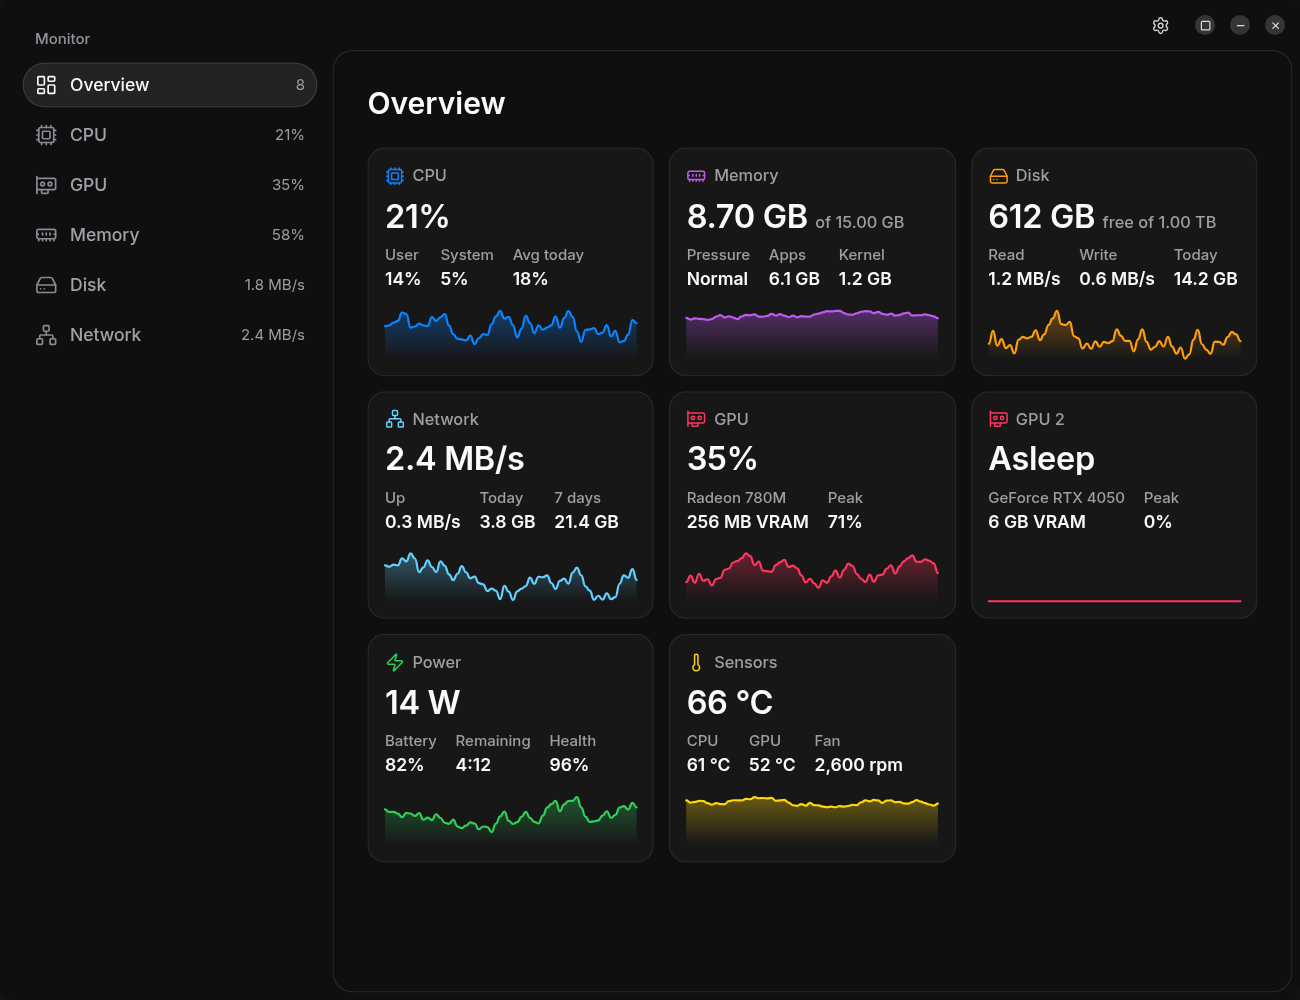 Monitor
Overview 8
CPU 21%
GPU 35%
Memory 58%
Disk 1.8 MB/s
Network 2.4 MB/s
Overview
CPU
21%
User System Avg today
14% 5% 18%
Memory
8.70 GB of 15.00 GB
Pressure Apps Kernel
Normal 6.1 GB 1.2 GB
Disk
612 GB free of 1.00 TB
Read Write Today
1.2 MB/s 0.6 MB/s 14.2 GB
Network
2.4 MB/s
Up Today 7 days
0.3 MB/s 3.8 GB 21.4 GB
GPU
35%
Radeon 780M Peak
256 MB VRAM 71%
GPU 2
Asleep
GeForce RTX 4050 Peak
6 GB VRAM 0%
Power
14 W
Battery Remaining Health
82% 4:12 96%
Sensors
66 °C
CPU GPU Fan
61 °C 52 °C 2,600 rpm